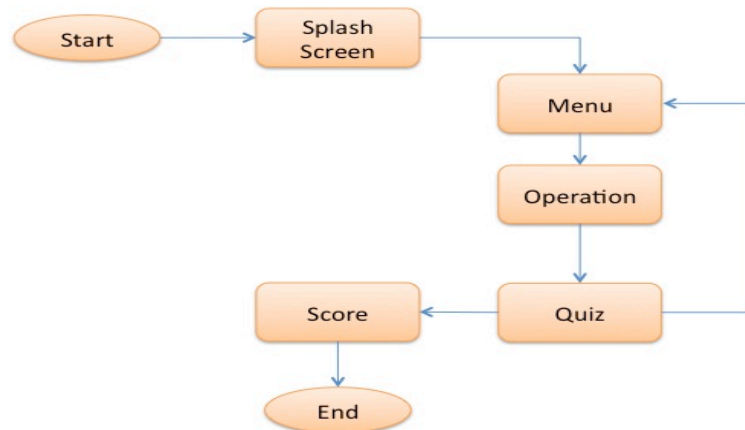 Start
Splash
Screen
Menu
Operation
Quiz
Score
End